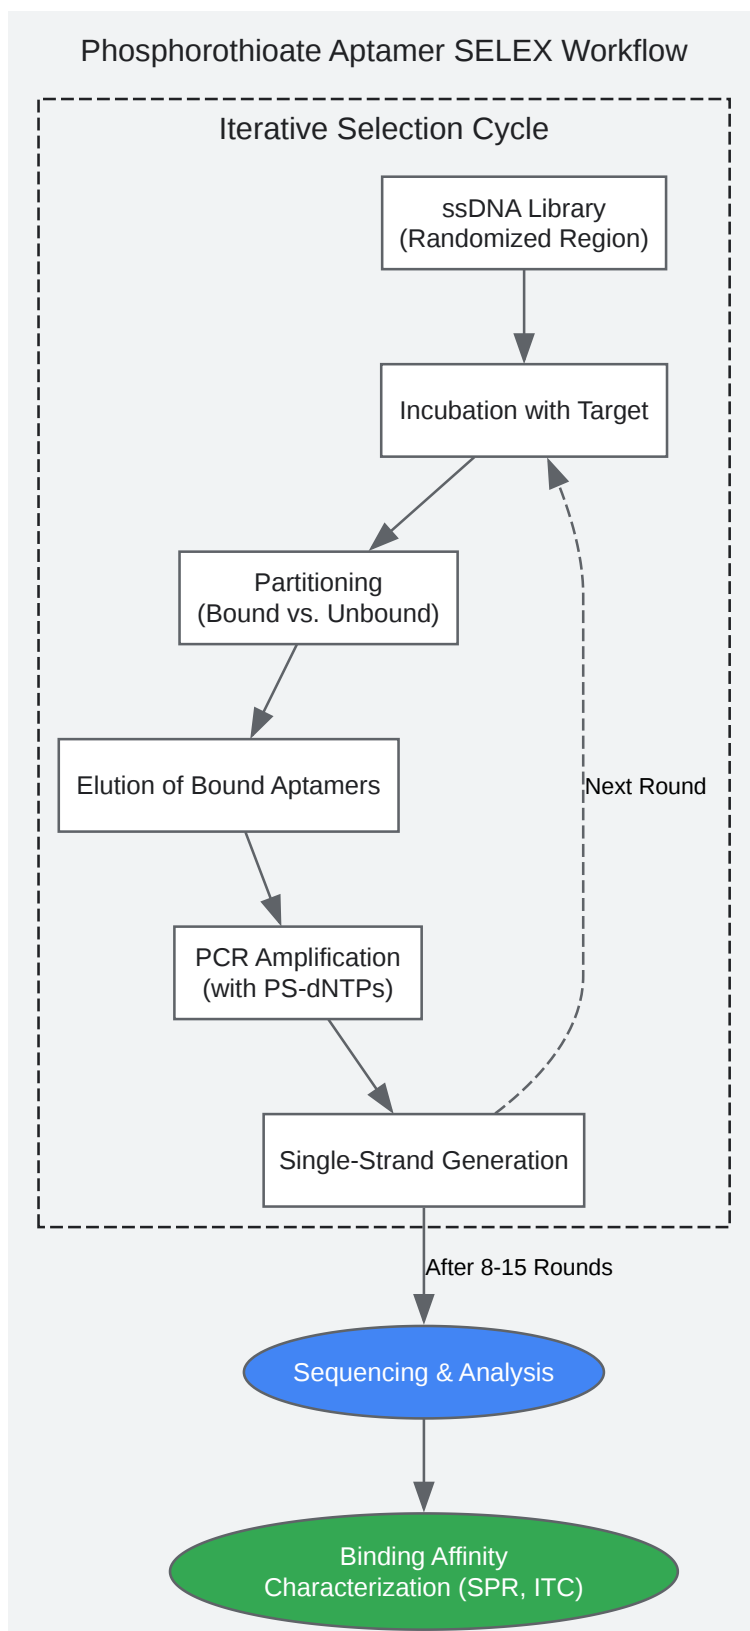 Phosphorothioate Aptamer SELEX Workflow
Iterative Selection Cycle
ssDNA Library
(Randomized Region)
Incubation with Target
Partitioning
(Bound vs. Unbound)
Elution of Bound Aptamers
Next Round
PCR Amplification
(with PS-dNTPs)
Single-Strand Generation
After 8-15 Rounds
Sequencing & Analysis
Binding Affinity
Characterization (SPR, ITC)